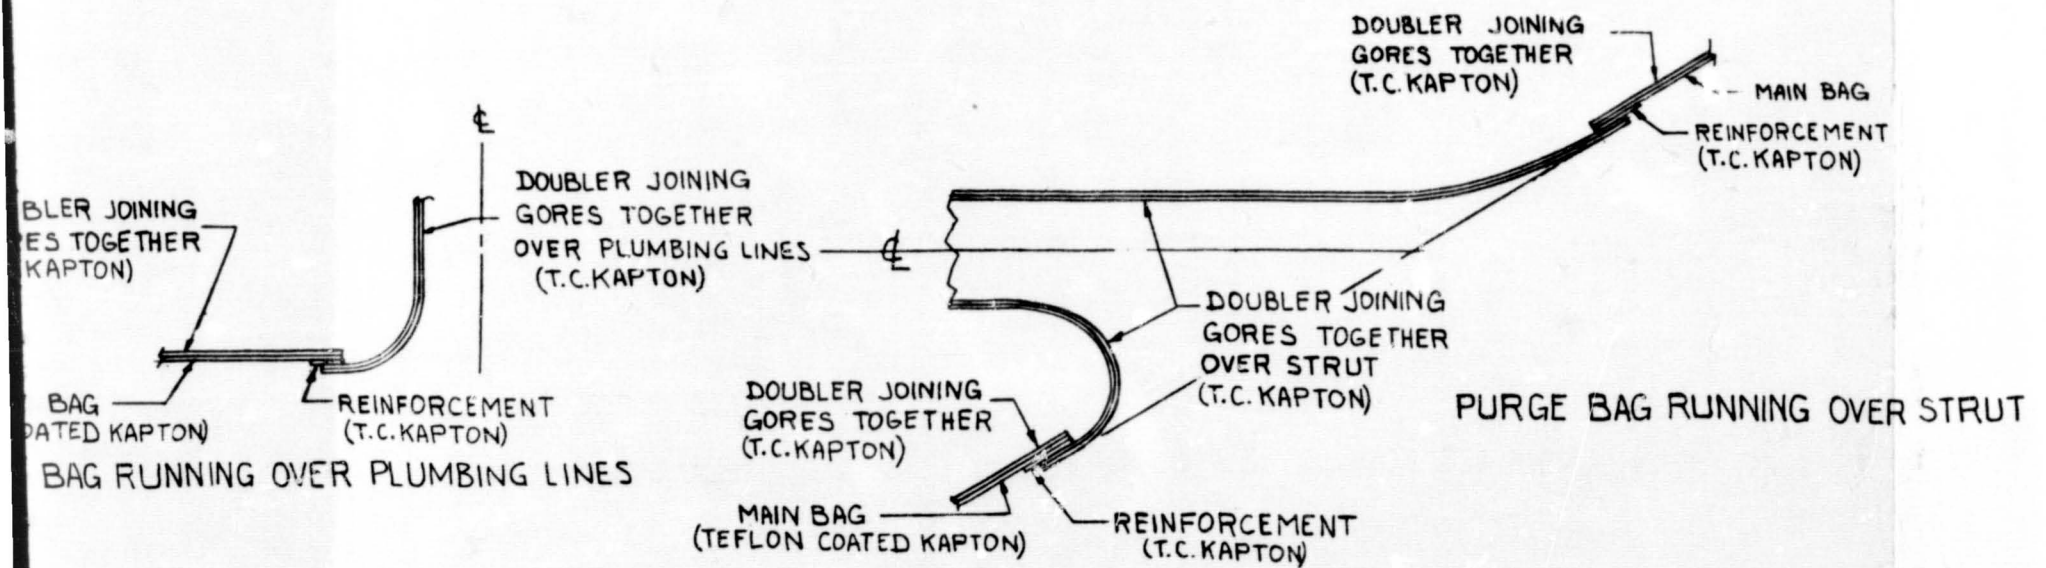 DOUBLER JOINING
GORES TOGETHER
(T.C. KAPTON)
MAIN BAG
REINFORCEMENT
(T.C. KAPTON)
℄
DOUBLER JOINING
GORES TOGETHER
OVER PLUMBING LINES
(T.C.KAPTON)
BLER JOINING
ES TOGETHER
KAPTON)
℄
DOUBLER JOINING
GORES TOGETHER
OVER STRUT
(T.C. KAPTON)
BAG
OATED KAPTON)
REINFORCEMENT
(T.C.KAPTON)
BAG RUNNING OVER PLUMBING LINES
DOUBLER JOINING
GORES TOGETHER
(T.C.KAPTON)
PURGE BAG RUNNING OVER STRUT
MAIN BAG
(TEFLON COATED KAPTON)
REINFORCEMENT
(T.C.KAPTON)